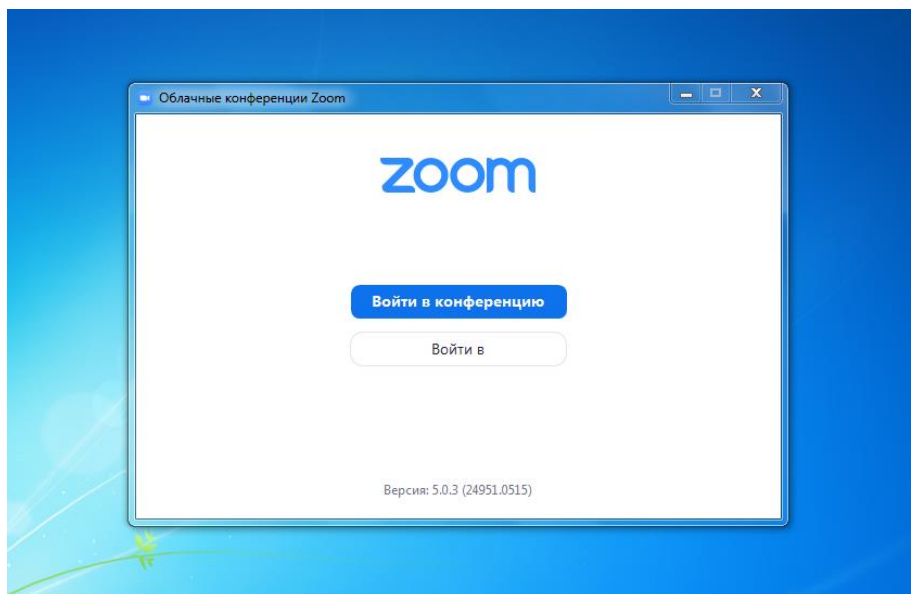 Облачные конференции Zoom
zoom
Войти в конференцию
Войти в
Версия: 5.0.3 (24951.0515)